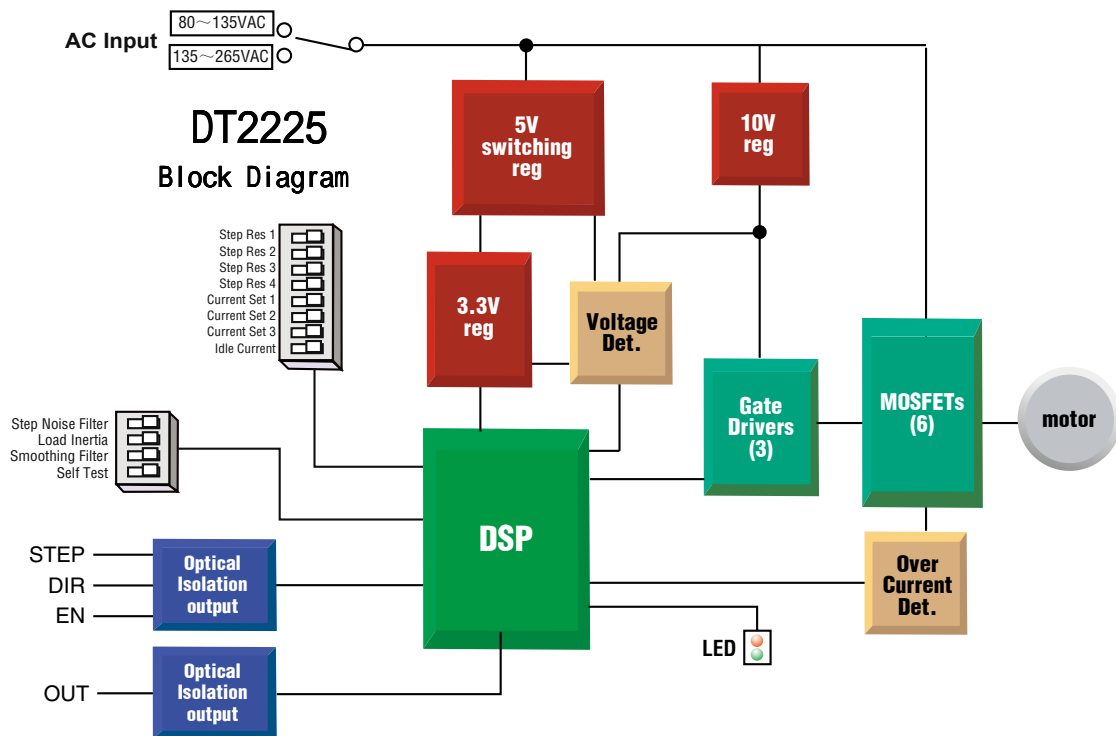 80～135VAC
AC Input
135～265VAC
DT2225
Block Diagram
5V
switching
reg
10V
reg
Step Res 1
Step Res 2
Step Res 3
Step Res 4
Current Set 1
Current Set 2
Current Set 3
Idle Current
3.3V
reg
Voltage
Det.
Gate
Drivers
(3)
MOSFETs
(6)
motor
Step Noise Filter
Load Inertia
Smoothing Filter
Self Test
DSP
STEP
DIR
EN
Optical
Isolation
output
Over
Current
Det.
LED
OUT
Optical
Isolation
output